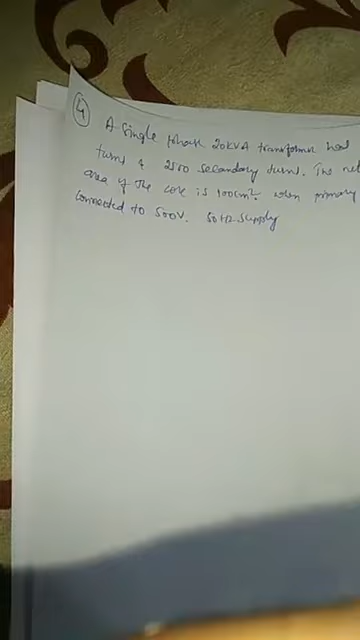 4
A Single phase 20KVA transformer had
turns & 2500 secondary turns. The net
area of the core is 100cm². when primary
connected to 500V. 50Hz Supply